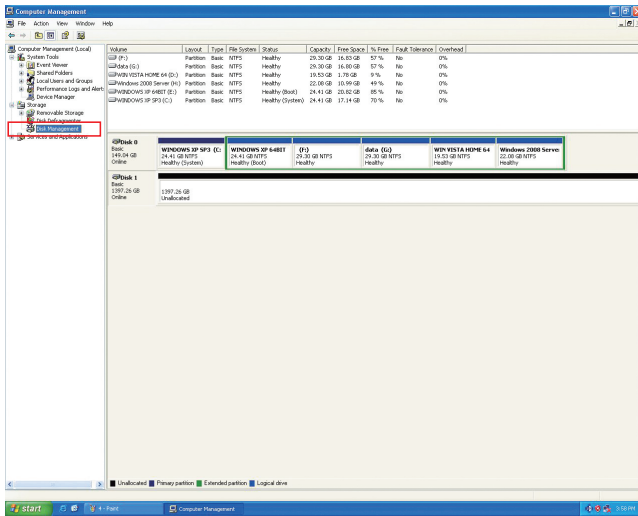 Computer Management
File Action View Window Help
Computer Management (Local)
System Tools
Event Viewer
Shared Folders
Local Users and Groups
Performance Logs and Alert
Device Manager
Storage
Removable Storage
Disk Defragmenter
Disk Management
Services and Applications
Volume Layout Type File System Status Capacity Free Space % Free Fault Tolerance Overhead
(F:) Partition Basic NTFS Healthy 29.30 GB 16.83 GB 57 % No 0%
data (G:) Partition Basic NTFS Healthy 29.30 GB 16.80 GB 57 % No 0%
WIN VISTA HOME 64 (D:) Partition Basic NTFS Healthy 19.53 GB 1.78 GB 9 % No 0%
Windows 2008 Server (H:) Partition Basic NTFS Healthy 22.08 GB 10.99 GB 49 % No 0%
WINDOWS XP 64BIT (E:) Partition Basic NTFS Healthy (Boot) 24.41 GB 20.82 GB 85 % No 0%
WINDOWS XP SP3 (C:) Partition Basic NTFS Healthy (System) 24.41 GB 17.14 GB 70 % No 0%
Disk 0
Basic
149.04 GB
Online
WINDOWS XP SP3 (C:
24.41 GB NTFS
Healthy (System)
WINDOWS XP 64BIT
24.41 GB NTFS
Healthy (Boot)
(F:)
29.30 GB NTFS
Healthy
data (G:)
29.30 GB NTFS
Healthy
WIN VISTA HOME 64
19.53 GB NTFS
Healthy
Windows 2008 Server
22.08 GB NTFS
Healthy
Disk 1
Basic
1397.26 GB
Online
1397.26 GB
Unallocated
Unallocated Primary partition Extended partition Logical drive
start 4 - Paint Computer Management 3:58 PM